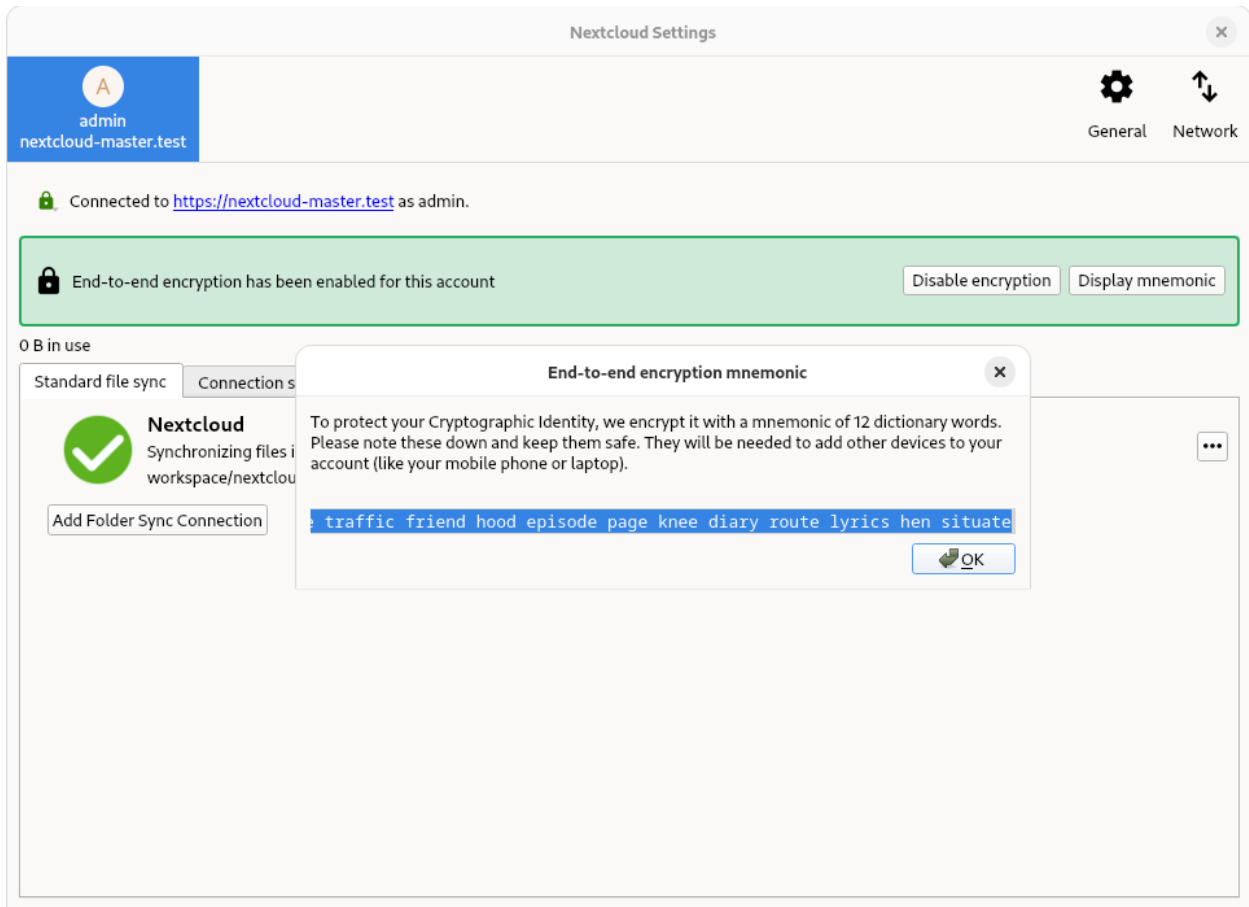 Nextcloud Settings
A
admin
nextcloud-master.test
General
Network
Connected to https://nextcloud-master.test as admin.
End-to-end encryption has been enabled for this account
Disable encryption
Display mnemonic
0 B in use
Standard file sync
Connection s
Nextcloud
Synchronizing files i
workspace/nextclou
Add Folder Sync Connection
End-to-end encryption mnemonic
To protect your Cryptographic Identity, we encrypt it with a mnemonic of 12 dictionary words.
Please note these down and keep them safe. They will be needed to add other devices to your
account (like your mobile phone or laptop).
traffic friend hood episode page knee diary route lyrics hen situate
OK